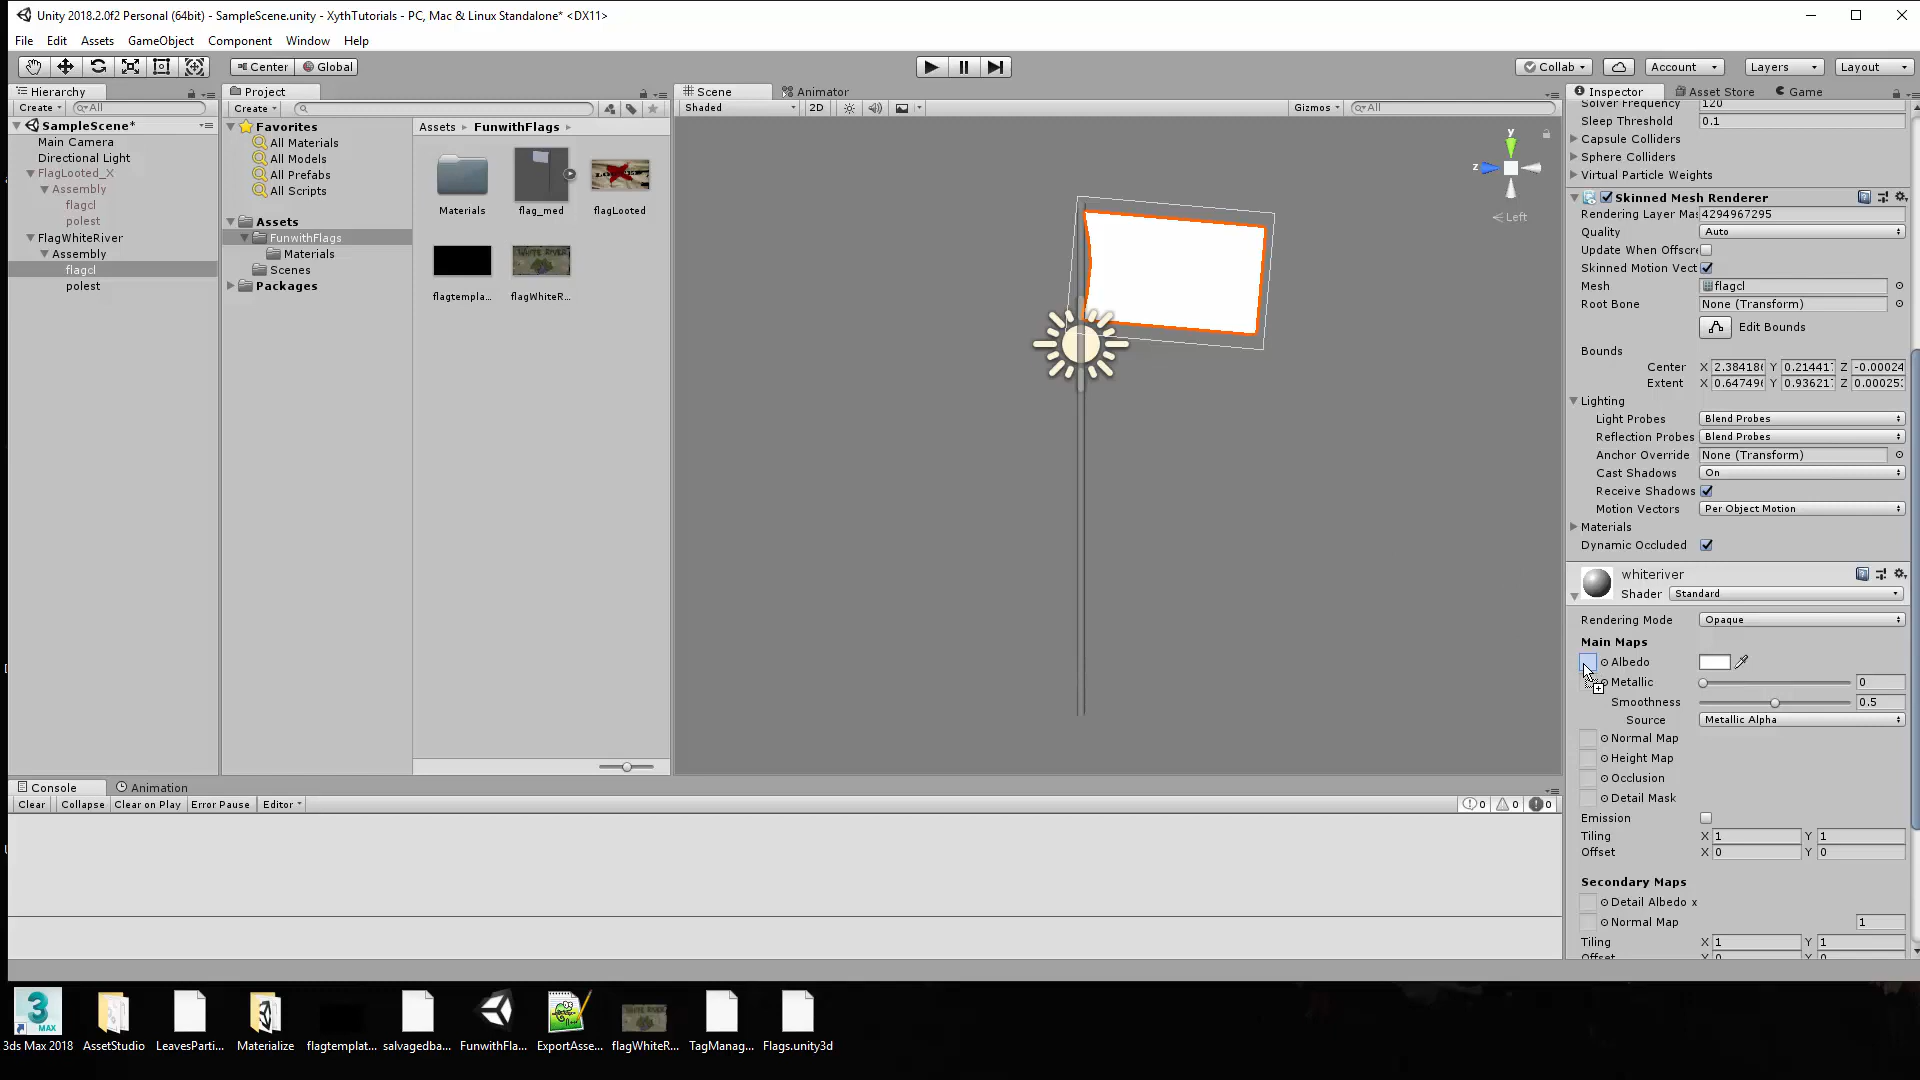 Unity 2018.2.0f2 Personal (64bit) - SampleScene.unity - XythTutorials - PC, Mac & Linux Standalone* <DX11>
File Edit Assets GameObject Component Window Help
Center Global
Collab Account Layers Layout
Hierarchy
Create All
SampleScene*
Main Camera
Directional Light
FlagLooted_X
Assembly
flagcl
polest
FlagWhiteRiver
Assembly
flagcl
polest
Project
Create
Favorites
All Materials
All Models
All Prefabs
All Scripts
Assets
FunwithFlags
Materials
Scenes
Packages
Assets FunwithFlags
Materials flag_med flagLooted
flagtempla... flagWhiteR...
Scene Animator
Shaded 2D Gizmos All
y
z
Left
Inspector Asset Store Game
Solver Frequency 120
Sleep Threshold 0.1
Capsule Colliders
Sphere Colliders
Virtual Particle Weights
Skinned Mesh Renderer
Rendering Layer Mas 4294967295
Quality Auto
Update When Offscre
Skinned Motion Vect
Mesh flagcl
Root Bone None (Transform)
Edit Bounds
Bounds
Center X 2.38418 Y 0.21441 Z -0.00024
Extent X 0.64749 Y 0.93621 Z 0.00025
Lighting
Light Probes Blend Probes
Reflection Probes Blend Probes
Anchor Override None (Transform)
Cast Shadows On
Receive Shadows
Motion Vectors Per Object Motion
Materials
Dynamic Occluded
whiteriver
Shader Standard
Rendering Mode Opaque
Main Maps
Albedo
Metallic 0
Smoothness 0.5
Source Metallic Alpha
Normal Map
Height Map
Occlusion
Detail Mask
Emission
Tiling X 1 Y 1
Offset X 0 Y 0
Secondary Maps
Detail Albedo x
Normal Map 1
Tiling X 1 Y 1
Console Animation
Clear Collapse Clear on Play Error Pause Editor 0 0 0
3ds Max 2018 AssetStudio LeavesParti... Materialize flagtemplat... salvagedba... FunwithFla... ExportAsse... flagWhiteR... TagManag... Flags.unity3d